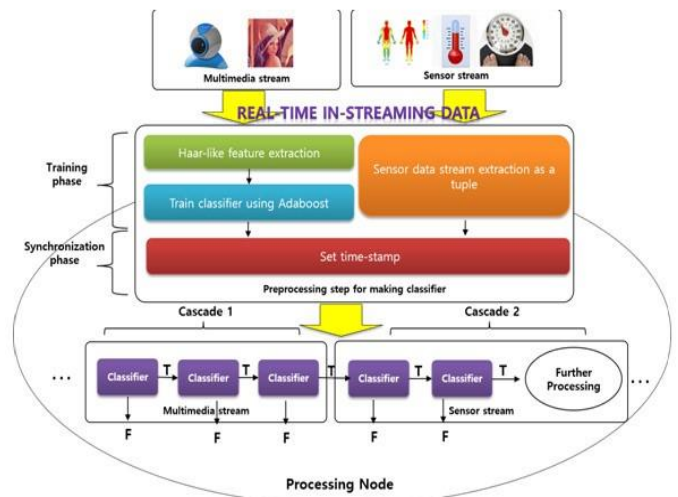 Multimedia stream
Sensor stream
REAL-TIME IN-STREAMING DATA
Training
phase
Haar-like feature extraction
Train classifier using Adaboost
Sensor data stream extraction as a
tuple
Synchronization
phase
Set time-stamp
Preprocessing step for making classifier
Cascade 1
Cascade 2
...
Classifier
T
Classifier
T
Classifier
T
Classifier
T
Classifier
T
Further
Processing
...
Multimedia stream
Sensor stream
F
F
F
F
F
Processing Node